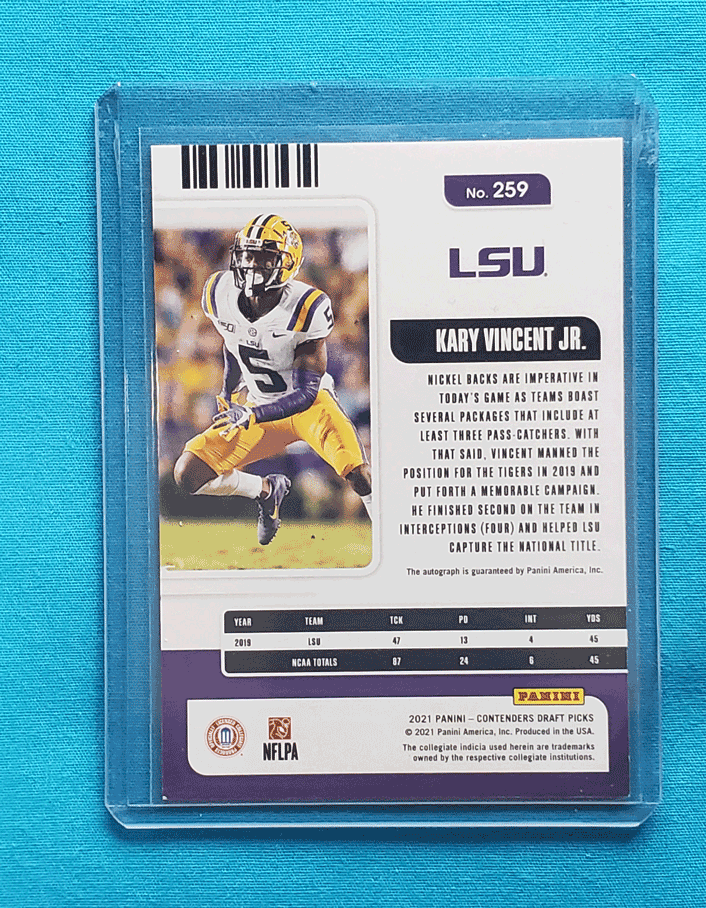 No. 259
LSU
KARY VINCENT JR.
NICKEL BACKS ARE IMPERATIVE IN
TODAY'S GAME AS TEAMS BOAST
SEVERAL PACKAGES THAT INCLUDE AT
LEAST THREE PASS-CATCHERS. WITH
THAT SAID, VINCENT MANNED THE
POSITION FOR THE TIGERS IN 2019 AND
PUT FORTH A MEMORABLE CAMPAIGN.
HE FINISHED SECOND ON THE TEAM IN
INTERCEPTIONS (FOUR) AND HELPED LSU
CAPTURE THE NATIONAL TITLE.
The autograph is guaranteed by Panini America, Inc.
LSU
5
5
YEAR TEAM TCK PD INT YDS
2019 LSU 47 13 4 45
NCAA TOTALS 87 24 6 45
PANINI
2021 PANINI – CONTENDERS DRAFT PICKS
© 2021 Panini America, Inc. Produced in the USA.
The collegiate indicia used herein are trademarks
owned by the respective collegiate institutions.
NFLPA